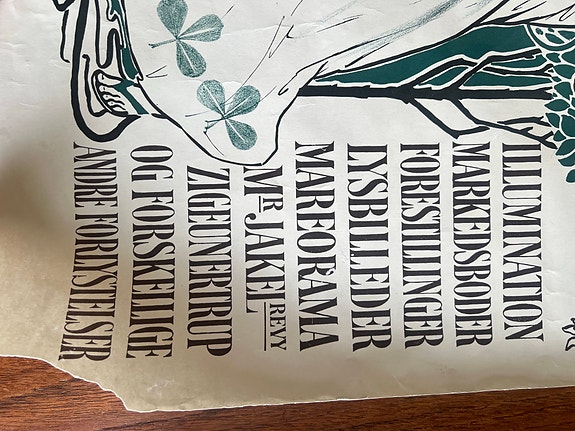 ILLUMINATION
MARKEDSBODER
FORESTILLINGER
LYSBILLEDER
MAREORAMA
MR JAKEL REVY
ZIGEUNERTRUP
OG FORSKELLIGE
ANDRE FORLYSTELSER